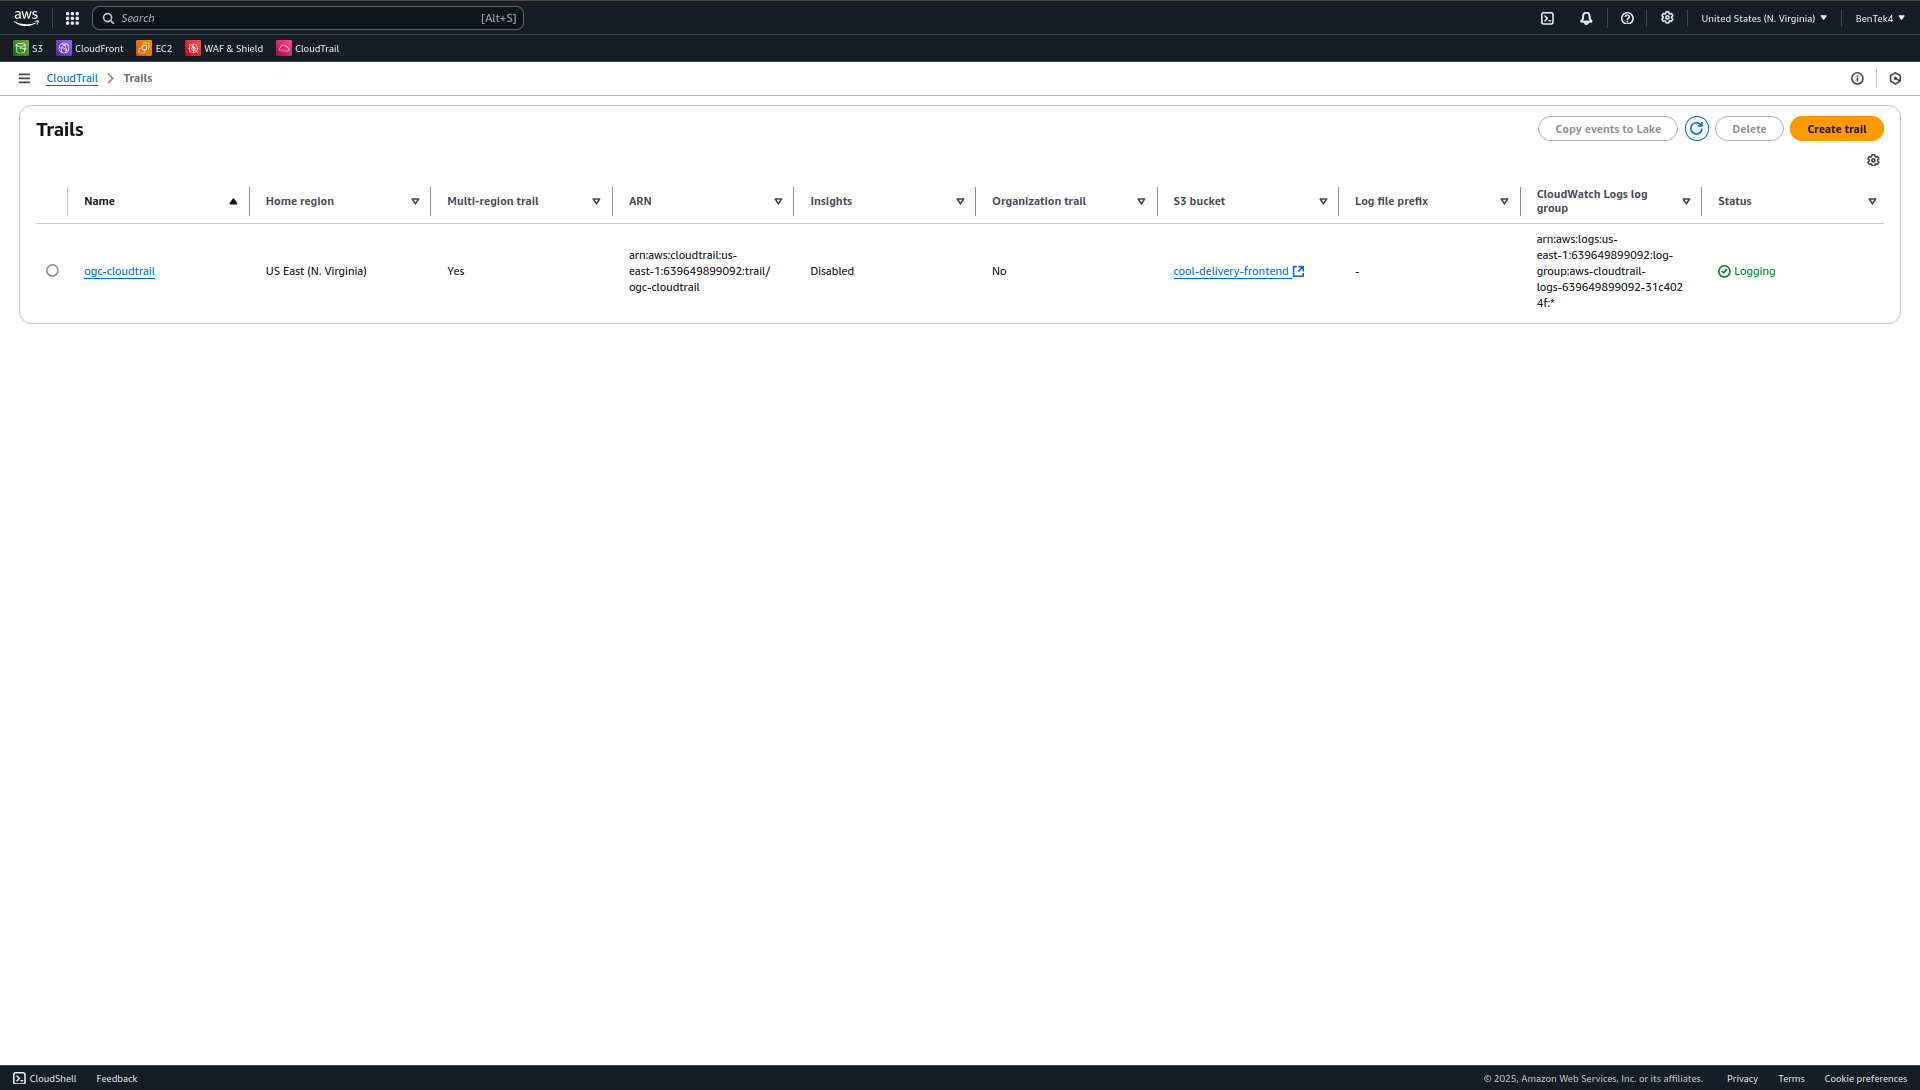 aws
Search [Alt+S]
United States (N. Virginia)
BenTek4
S3
CloudFront
EC2
WAF & Shield
CloudTrail
CloudTrail
Trails
Trails
Copy events to Lake
Delete
Create trail
Name
Home region
Multi-region trail
ARN
Insights
Organization trail
S3 bucket
Log file prefix
CloudWatch Logs log
group
Status
ogc-cloudtrail
US East (N. Virginia)
Yes
arn:aws:cloudtrail:us-
east-1:639649899092:trail/
ogc-cloudtrail
Disabled
No
cool-delivery-frontend
-
arn:aws:logs:us-
east-1:639649899092:log-
group:aws-cloudtrail-
logs-639649899092-31c402
4f:*
Logging
CloudShell
Feedback
© 2025, Amazon Web Services, Inc. or its affiliates.
Privacy
Terms
Cookie preferences